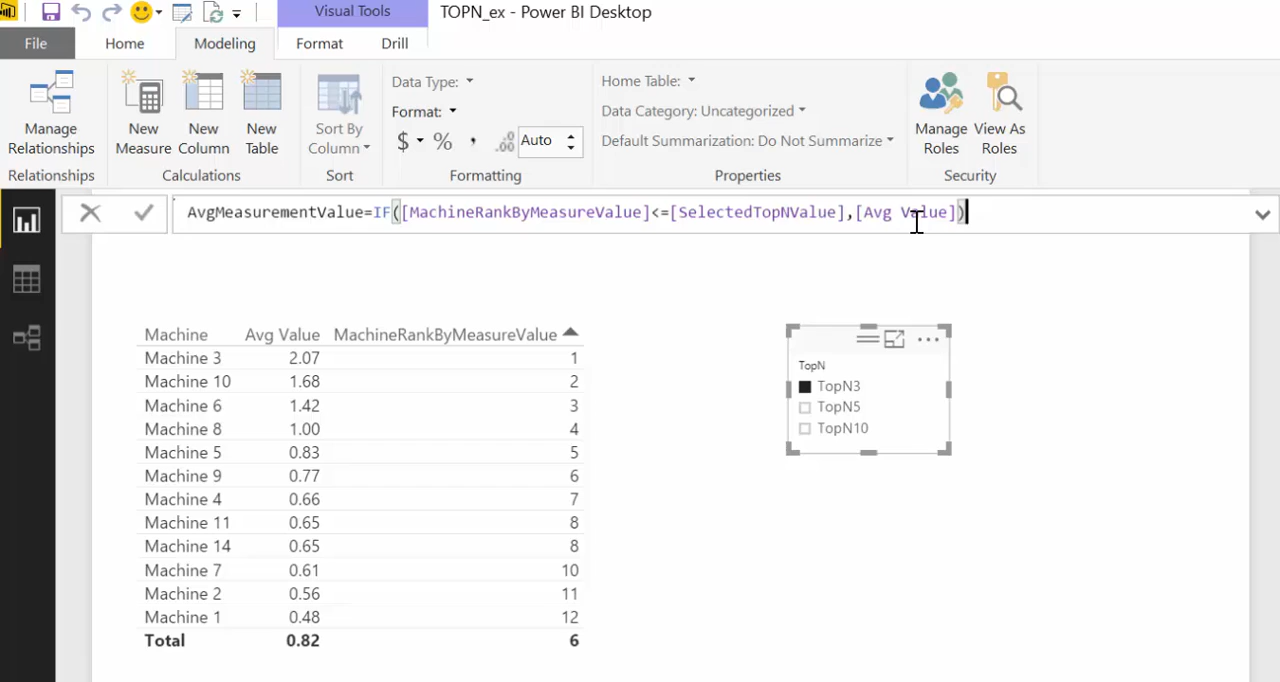 Visual Tools
TOPN_ex - Power BI Desktop
File
Home
Modeling
Format
Drill
Manage Relationships
New Measure
New Column
New Table
Sort By Column
Data Type:
Format:
$ % , .00 Auto
Home Table:
Data Category: Uncategorized
Default Summarization: Do Not Summarize
Manage Roles
View As Roles
Relationships
Calculations
Sort
Formatting
Properties
Security
AvgMeasurementValue=IF([MachineRankByMeasureValue]<=[SelectedTopNValue],[Avg Value])
Machine Avg Value MachineRankByMeasureValue
Machine 3 2.07 1
Machine 10 1.68 2
Machine 6 1.42 3
Machine 8 1.00 4
Machine 5 0.83 5
Machine 9 0.77 6
Machine 4 0.66 7
Machine 11 0.65 8
Machine 14 0.65 8
Machine 7 0.61 10
Machine 2 0.56 11
Machine 1 0.48 12
Total 0.82 6
TopN
TopN3
TopN5
TopN10